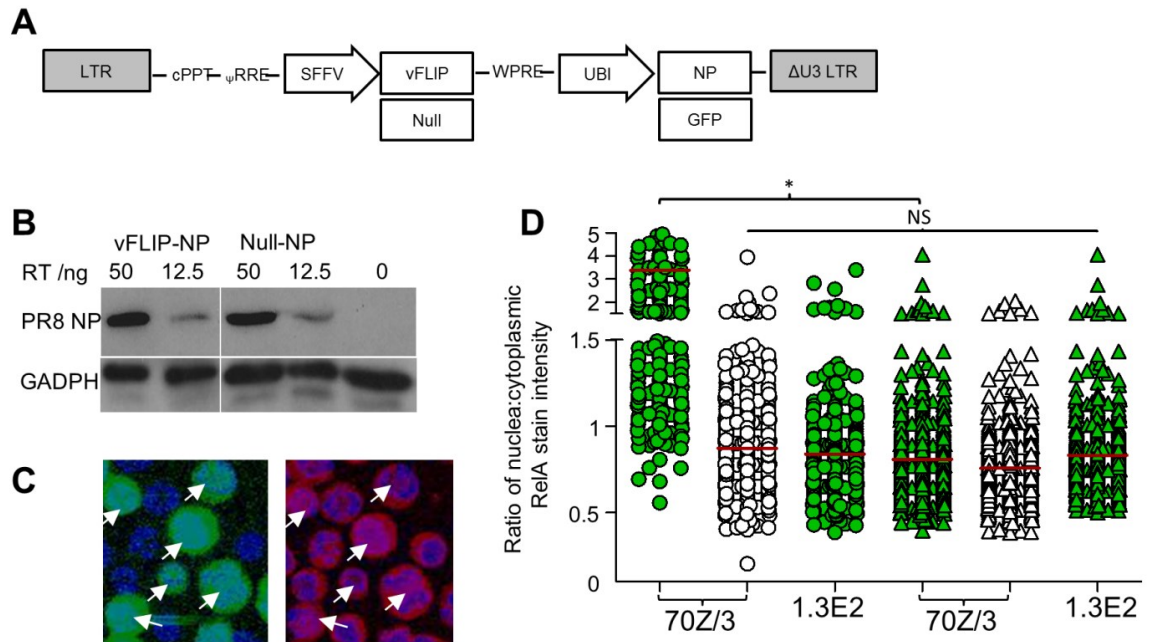 A
LTR cPPT ψRRE SFFV vFLIP WPRE UBI NP ΔU3 LTR
Null GFP
B
vFLIP-NP Null-NP
RT /ng 50 12.5 50 12.5 0
PR8 NP
GADPH
C
D
*
NS
Ratio of nuclea:cytoplasmic
RelA stain intensity
5
4
3
2
1.5
1
0.5
0
70Z/3 1.3E2 70Z/3 1.3E2